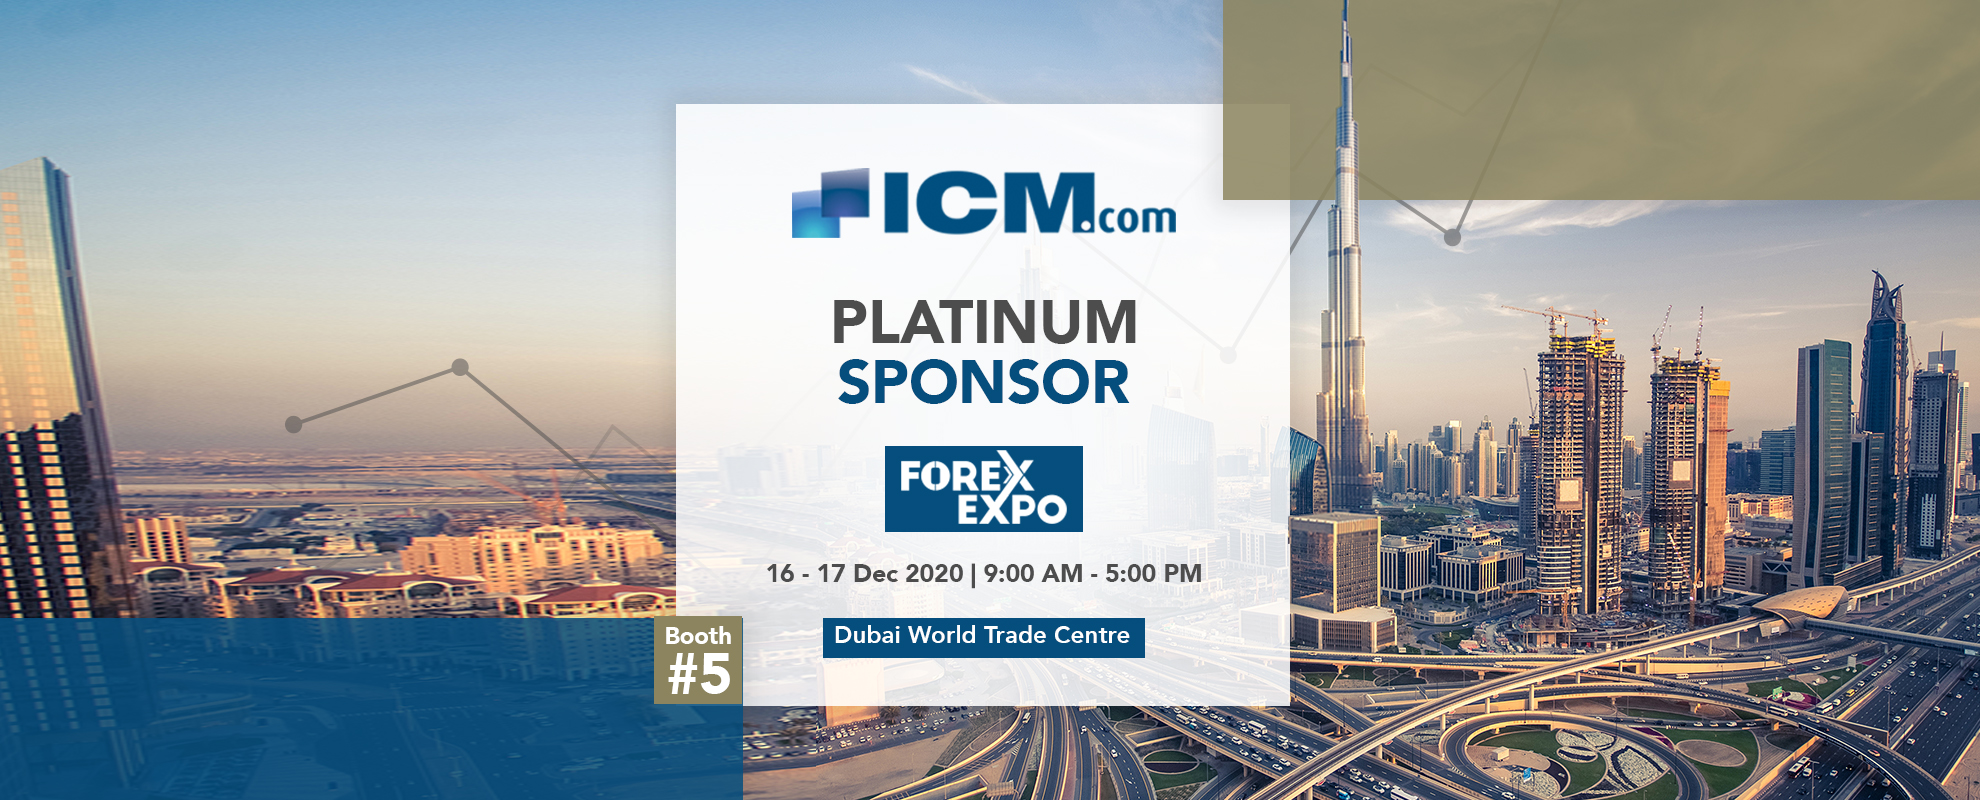 ICM.com
PLATINUM
SPONSOR
FOREX
EXPO
16 - 17 Dec 2020 | 9:00 AM - 5:00 PM
Dubai World Trade Centre
Booth
#5